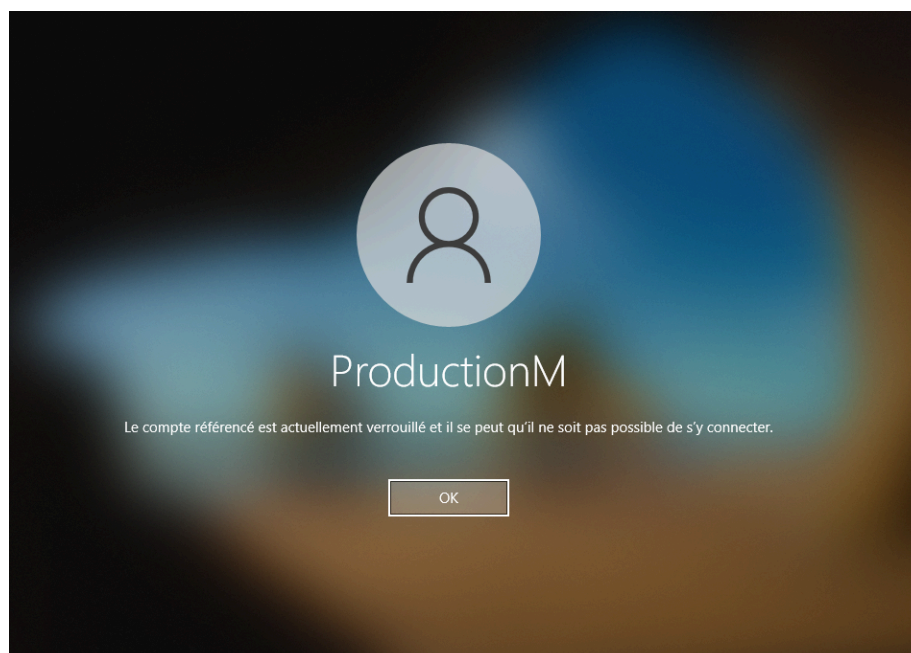 ProductionM
Le compte référencé est actuellement verrouillé et il se peut qu'il ne soit pas possible de s'y connecter.
OK